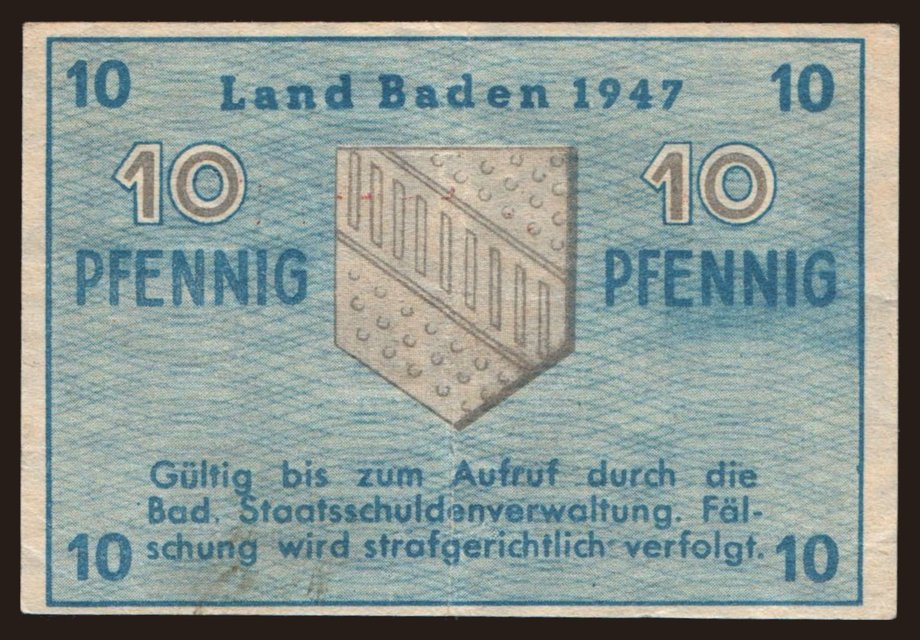 10 Land Baden 1947 10
10 10
PFENNIG PFENNIG
Gültig bis zum Aufruf durch die
Bad. Staatsschuldenverwaltung. Fäl-
10 schung wird strafgerichtlich verfolgt. 10